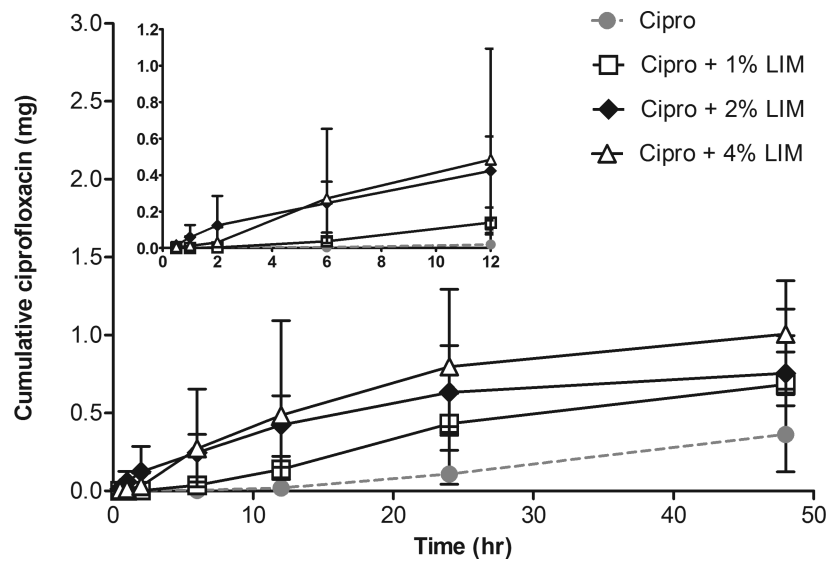 Cumulative ciprofloxacin (mg)
3.0
2.5
2.0
1.5
1.0
0.5
0.0
0 10 20 30 40 50
Time (hr)
1.2
1.0
0.8
0.6
0.4
0.2
0.0
0 2 4 6 8 10 12
Cipro
Cipro + 1% LIM
Cipro + 2% LIM
Cipro + 4% LIM